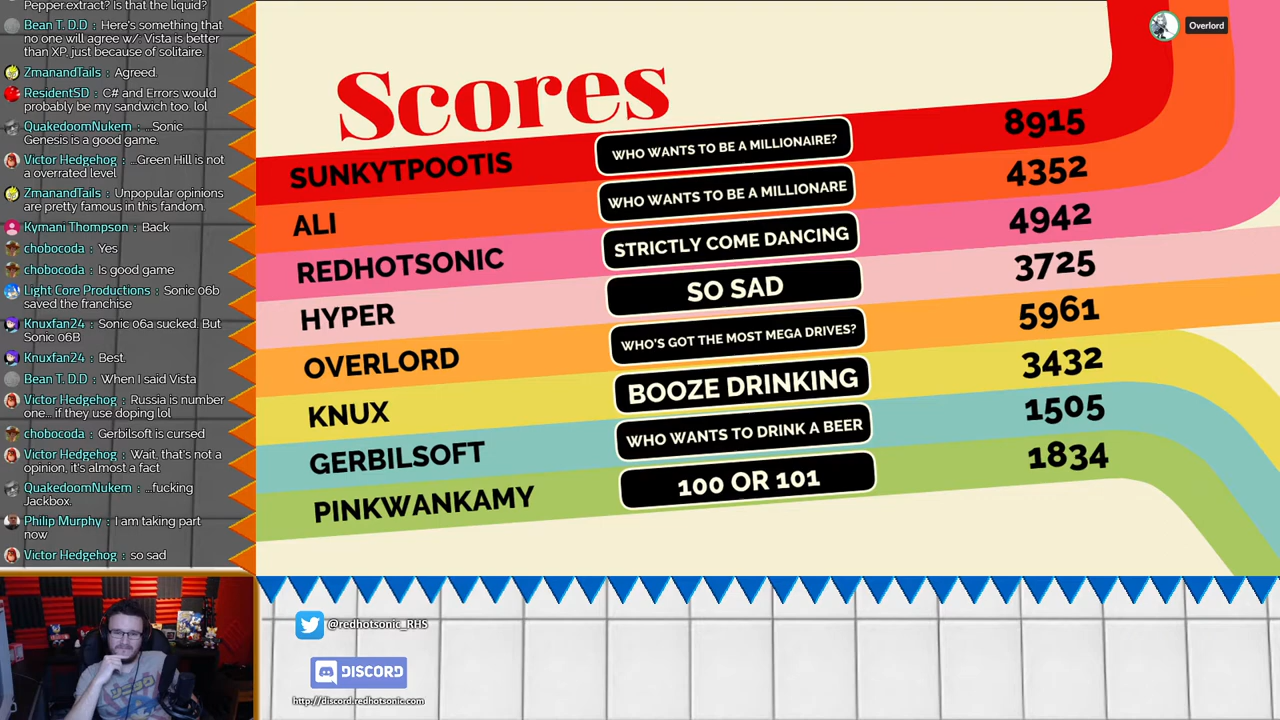 Pepper.extract? Is that the liquid?
Bean T. D.D : Here's something that
no one will agree w/: Vista is better
than XP, just because of solitaire.
ZmanandTails : Agreed.
ResidentSD : C# and Errors would
probably be my sandwich too. lol
QuakedoomNukem : ...Sonic
Genesis is a good game.
Victor Hedgehog : ...Green Hill is not
a overrated level
ZmanandTails : Unpopular opinions
are pretty famous in this fandom.
Kymani Thompson : Back
chobocoda : Yes
chobocoda : Is good game
Light Core Productions : Sonic 06b
saved the franchise
Knuxfan24 : Sonic 06a sucked. But
Sonic 06B
Knuxfan24 : Best.
Bean T. D.D : When I said Vista
Victor Hedgehog : Russia is number
one... if they use doping lol
chobocoda : Gerbilsoft is cursed
Victor Hedgehog : Wait, that's not a
opinion, it's almost a fact
QuakedoomNukem : ...fucking
Jackbox.
Philip Murphy : I am taking part
now
Victor Hedgehog : so sad
Overlord
Scores
SUNKYTPOOTIS WHO WANTS TO BE A MILLIONAIRE? 8915
ALI WHO WANTS TO BE A MILLIONARE 4352
REDHOTSONIC STRICTLY COME DANCING 4942
HYPER SO SAD 3725
OVERLORD WHO'S GOT THE MOST MEGA DRIVES? 5961
KNUX BOOZE DRINKING 3432
GERBILSOFT WHO WANTS TO DRINK A BEER 1505
PINKWANKAMY 100 OR 101 1834
@redhotsonic_RHS
DISCORD
http://discord.redhotsonic.com